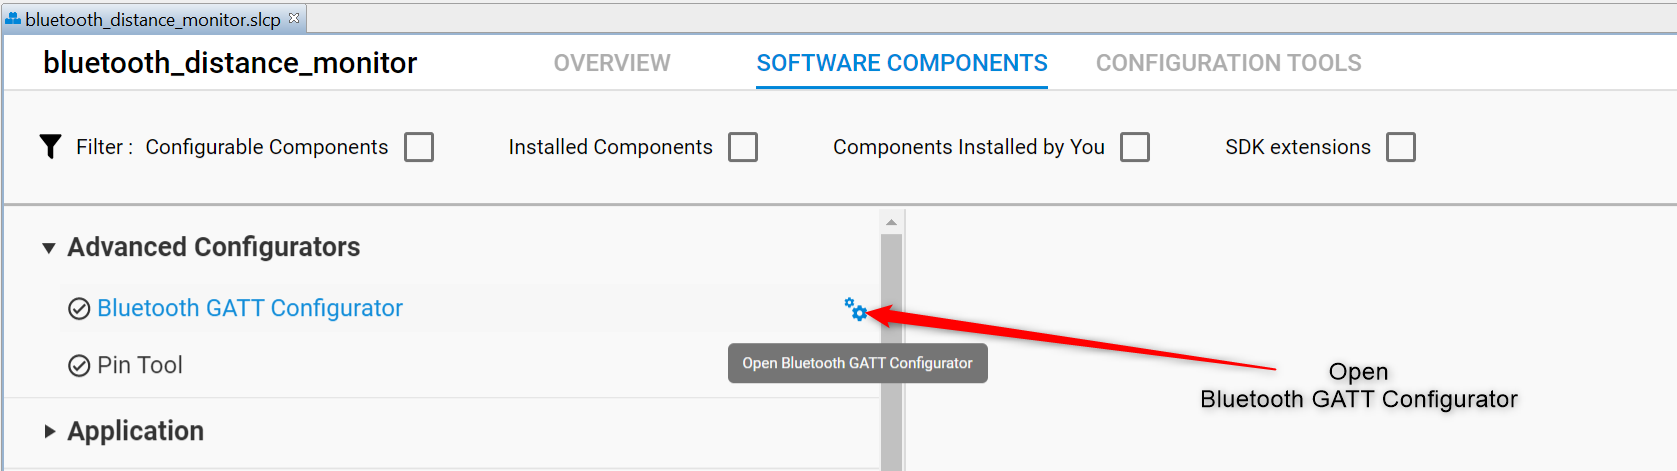 bluetooth_distance_monitor.slcp
bluetooth_distance_monitor OVERVIEW SOFTWARE COMPONENTS CONFIGURATION TOOLS
Filter : Configurable Components Installed Components Components Installed by You SDK extensions
Advanced Configurators
Bluetooth GATT Configurator
Open Bluetooth GATT Configurator
Pin Tool
Open
Bluetooth GATT Configurator
Application